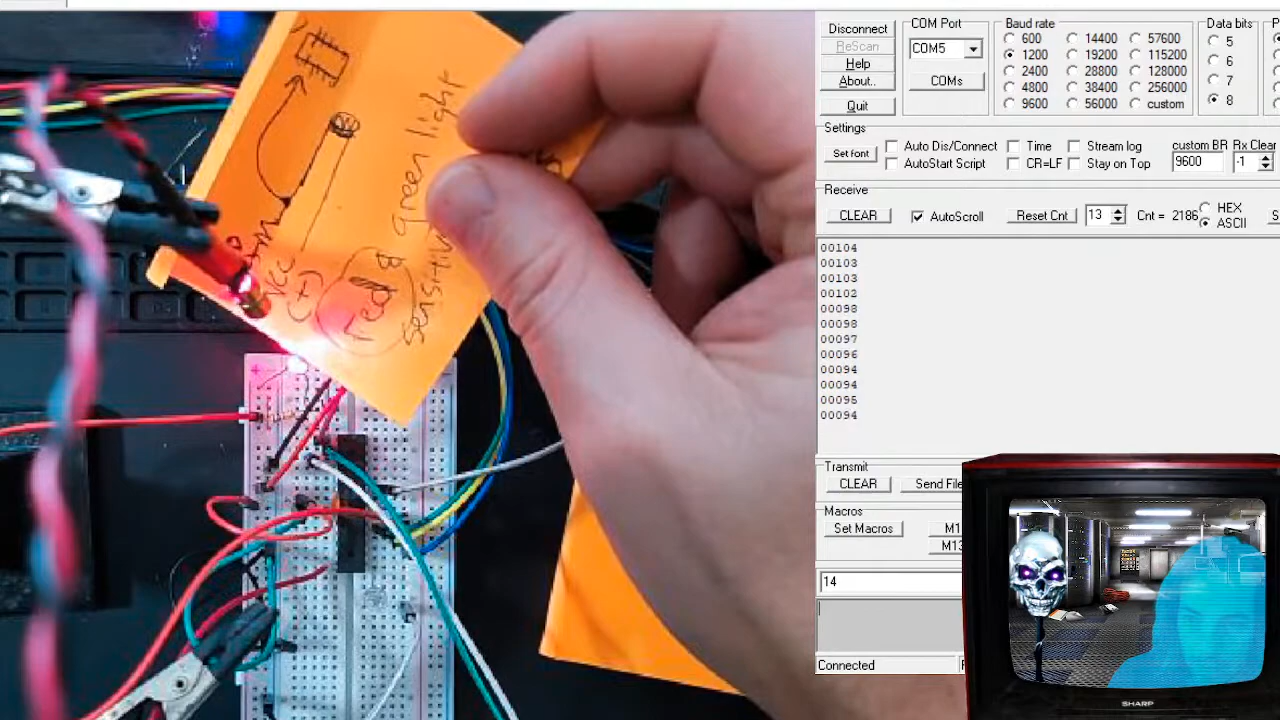 Disconnect
ReScan
Help
About..
Quit
COM Port
COM5
COMs
Baud rate
600
1200
2400
4800
9600
14400
19200
28800
38400
56000
57600
115200
128000
256000
custom
Data bits
5
6
7
8
Settings
Set font
Auto Dis/Connect
AutoStart Script
Time
CR=LF
Stream log
Stay on Top
custom BR
9600
Rx Clear
-1
Receive
CLEAR
AutoScroll
Reset Cnt
13
Cnt = 2186
HEX
ASCII
00104
00103
00103
00102
00098
00098
00097
00096
00094
00094
00095
00094
Transmit
CLEAR
Send File
Macros
Set Macros
M1
M13
14
Connected
SHARP
Vcc
(+)
red &
green light